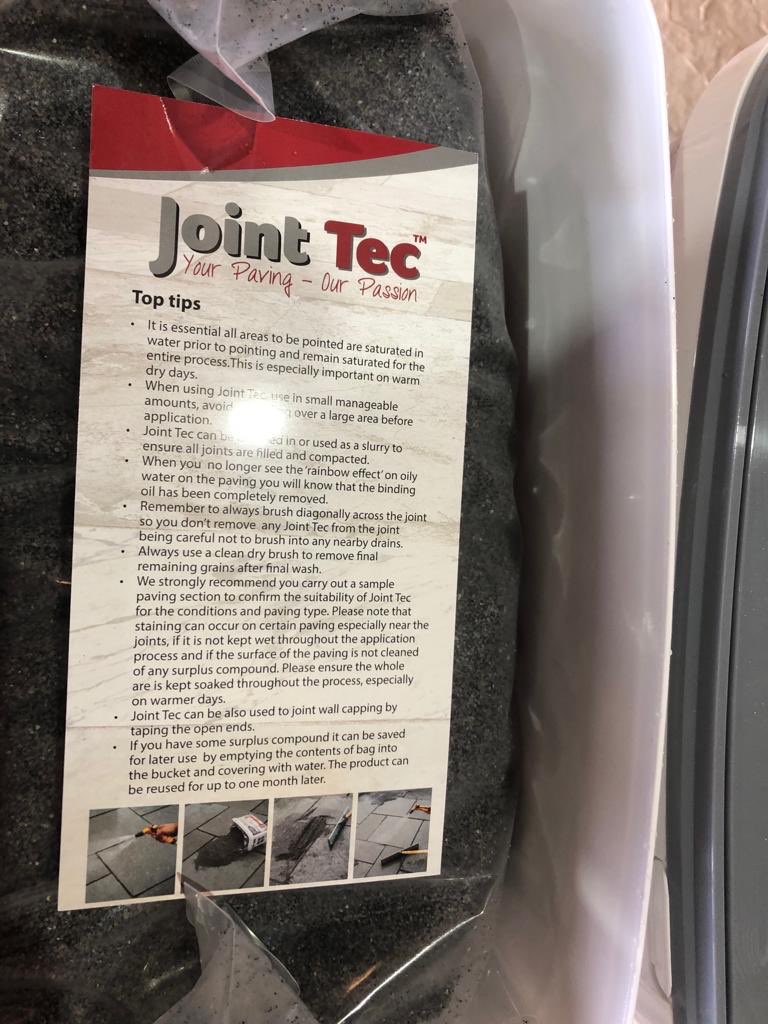 Joint Tec™
Your Paving – Our Passion
Top tips
• It is essential all areas to be pointed are saturated in
water prior to pointing and remain saturated for the
entire process.This is especially important on warm
dry days.
• When using Joint Tec, use in small manageable
amounts, avoid over a large area before
application.
• Joint Tec can be in or used as a slurry to
ensure all joints are filled and compacted.
• When you no longer see the 'rainbow effect' on oily
water on the paving you will know that the binding
oil has been completely removed.
• Remember to always brush diagonally across the joint
so you don't remove any Joint Tec from the joint
being careful not to brush into any nearby drains.
• Always use a clean dry brush to remove final
remaining grains after final wash.
• We strongly recommend you carry out a sample
paving section to confirm the suitability of Joint Tec
for the conditions and paving type. Please note that
staining can occur on certain paving especially near the
joints, if it is not kept wet throughout the application
process and if the surface of the paving is not cleaned
of any surplus compound. Please ensure the whole
are is kept soaked throughout the process, especially
on warmer days.
• Joint Tec can be also used to joint wall capping by
taping the open ends.
• If you have some surplus compound it can be saved
for later use by emptying the contents of bag into
the bucket and covering with water. The product can
be reused for up to one month later.